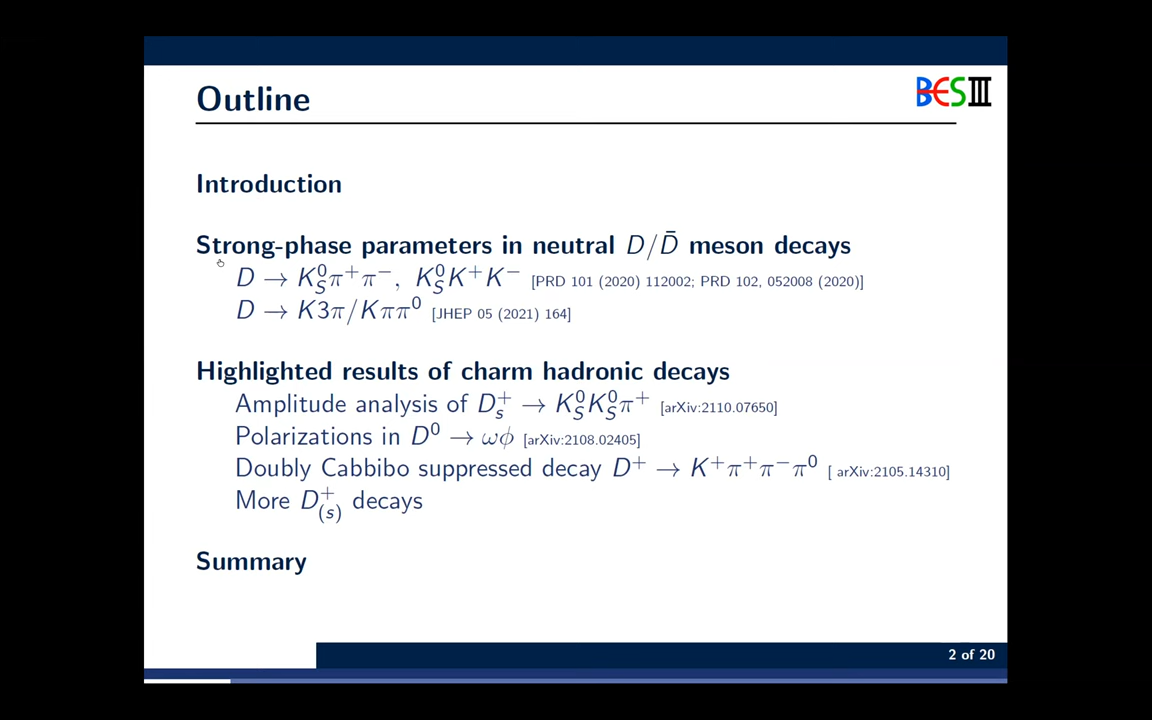 Outline
BESIII
Introduction
Strong-phase parameters in neutral D/D̄ meson decays
D → K⁰_S π⁺π⁻, K⁰_S K⁺K⁻ [PRD 101 (2020) 112002; PRD 102, 052008 (2020)]
D → K3π/Kππ⁰ [JHEP 05 (2021) 164]
Highlighted results of charm hadronic decays
Amplitude analysis of D⁺_s → K⁰_S K⁰_S π⁺ [arXiv:2110.07650]
Polarizations in D⁰ → ωϕ [arXiv:2108.02405]
Doubly Cabbibo suppressed decay D⁺ → K⁺π⁺π⁻π⁰ [ arXiv:2105.14310]
More D⁺_(s) decays
Summary
2 of 20